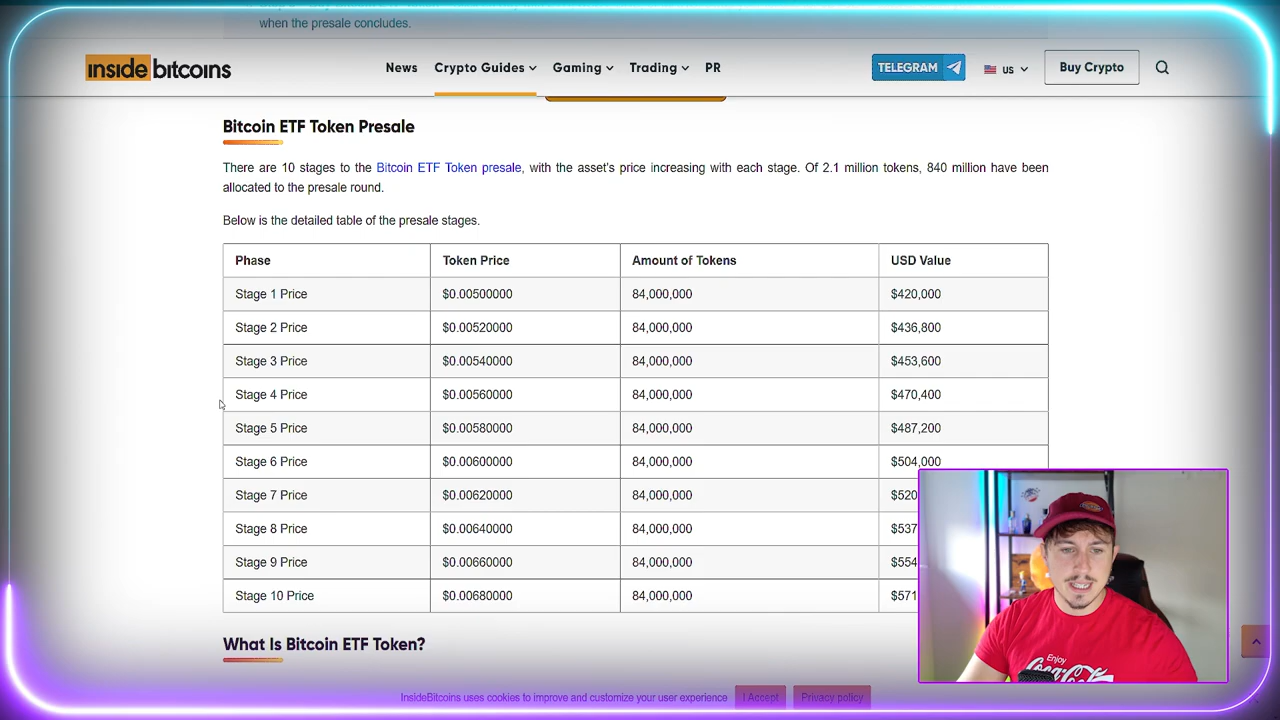 when the presale concludes.
insidebitcoins
News Crypto Guides Gaming Trading PR
TELEGRAM
US
Buy Crypto
Bitcoin ETF Token Presale
There are 10 stages to the Bitcoin ETF Token presale, with the asset's price increasing with each stage. Of 2.1 million tokens, 840 million have been
allocated to the presale round.
Below is the detailed table of the presale stages.
Phase Token Price Amount of Tokens USD Value
Stage 1 Price $0.00500000 84,000,000 $420,000
Stage 2 Price $0.00520000 84,000,000 $436,800
Stage 3 Price $0.00540000 84,000,000 $453,600
Stage 4 Price $0.00560000 84,000,000 $470,400
Stage 5 Price $0.00580000 84,000,000 $487,200
Stage 6 Price $0.00600000 84,000,000 $504,000
Stage 7 Price $0.00620000 84,000,000 $520
Stage 8 Price $0.00640000 84,000,000 $537
Stage 9 Price $0.00660000 84,000,000 $554
Stage 10 Price $0.00680000 84,000,000 $571
What Is Bitcoin ETF Token?
Enjoy
Coca-Cola
InsideBitcoins uses cookies to improve and customize your user experience I Accept Privacy policy